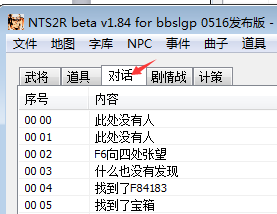 NTS2R beta v1.84 for bbslgp 0516发布版 -
文件 地图 字库 NPC 事件 曲子 道具
武将 道具 对话 剧情战 计策
序号 内容
00 00 此处没有人
00 01 此处没有人
00 02 F6向四处张望
00 03 什么也没有发现
00 04 找到了F84183
00 05 找到了宝箱